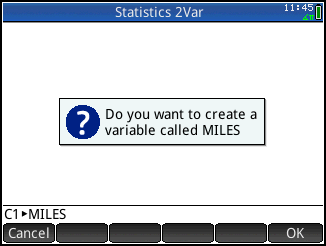 Statistics 2Var
11:45
Do you want to create a
variable called MILES
C1▶MILES
Cancel
OK